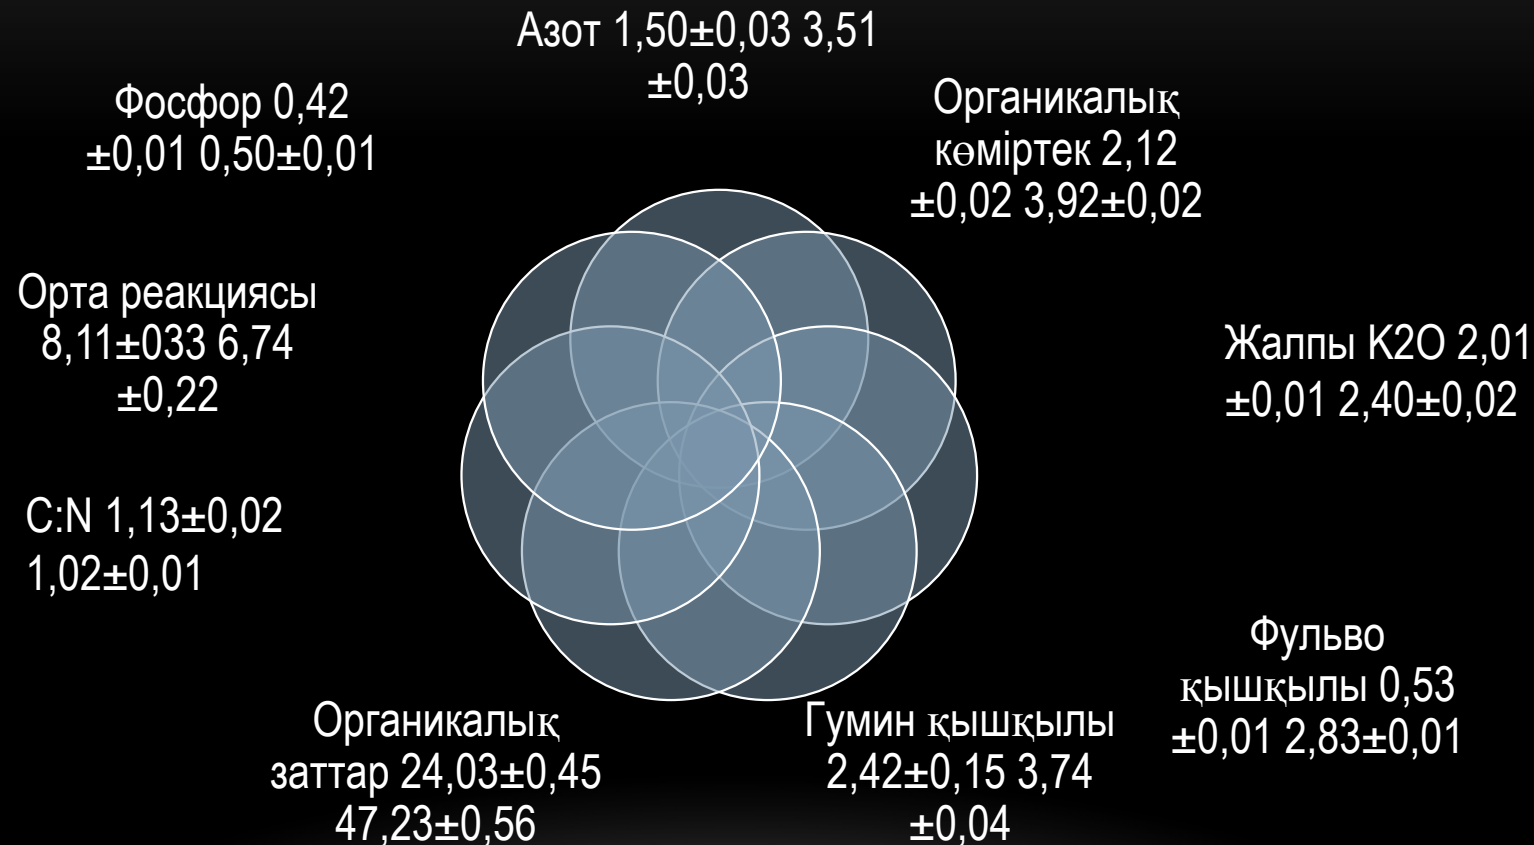 Азот 1,50±0,03 3,51
±0,03
Органикалық
көміртек 2,12
±0,02 3,92±0,02
Жалпы К2О 2,01
±0,01 2,40±0,02
Фульво
қышқылы 0,53
±0,01 2,83±0,01
Гумин қышқылы
2,42±0,15 3,74
±0,04
Органикалық
заттар 24,03±0,45
47,23±0,56
C:N 1,13±0,02
1,02±0,01
Орта реакциясы
8,11±033 6,74
±0,22
Фосфор 0,42
±0,01 0,50±0,01